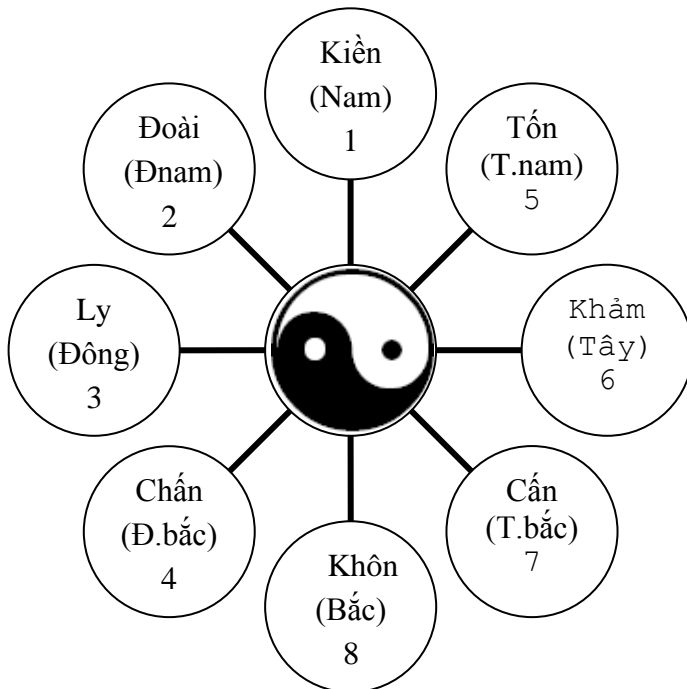 Kiền
(Nam)
1
Đoài
(Đnam)
2
Tốn
(T.nam)
5
Ly
(Đông)
3
Khảm
(Tây)
6
Chấn
(Đ.bắc)
4
Cấn
(T.bắc)
7
Khôn
(Bắc)
8